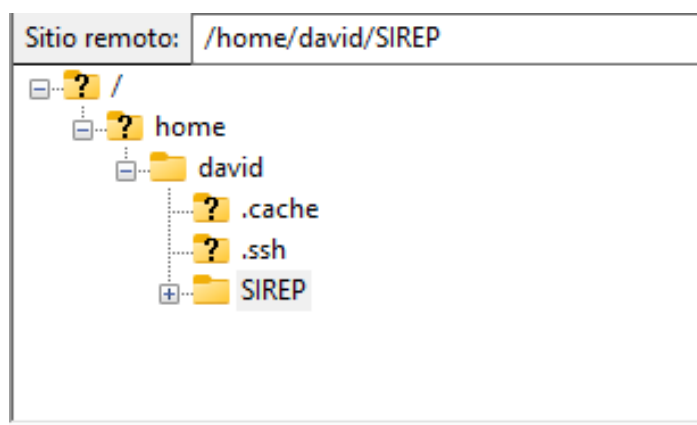 Sitio remoto: /home/david/SIREP
/
home
david
.cache
.ssh
SIREP